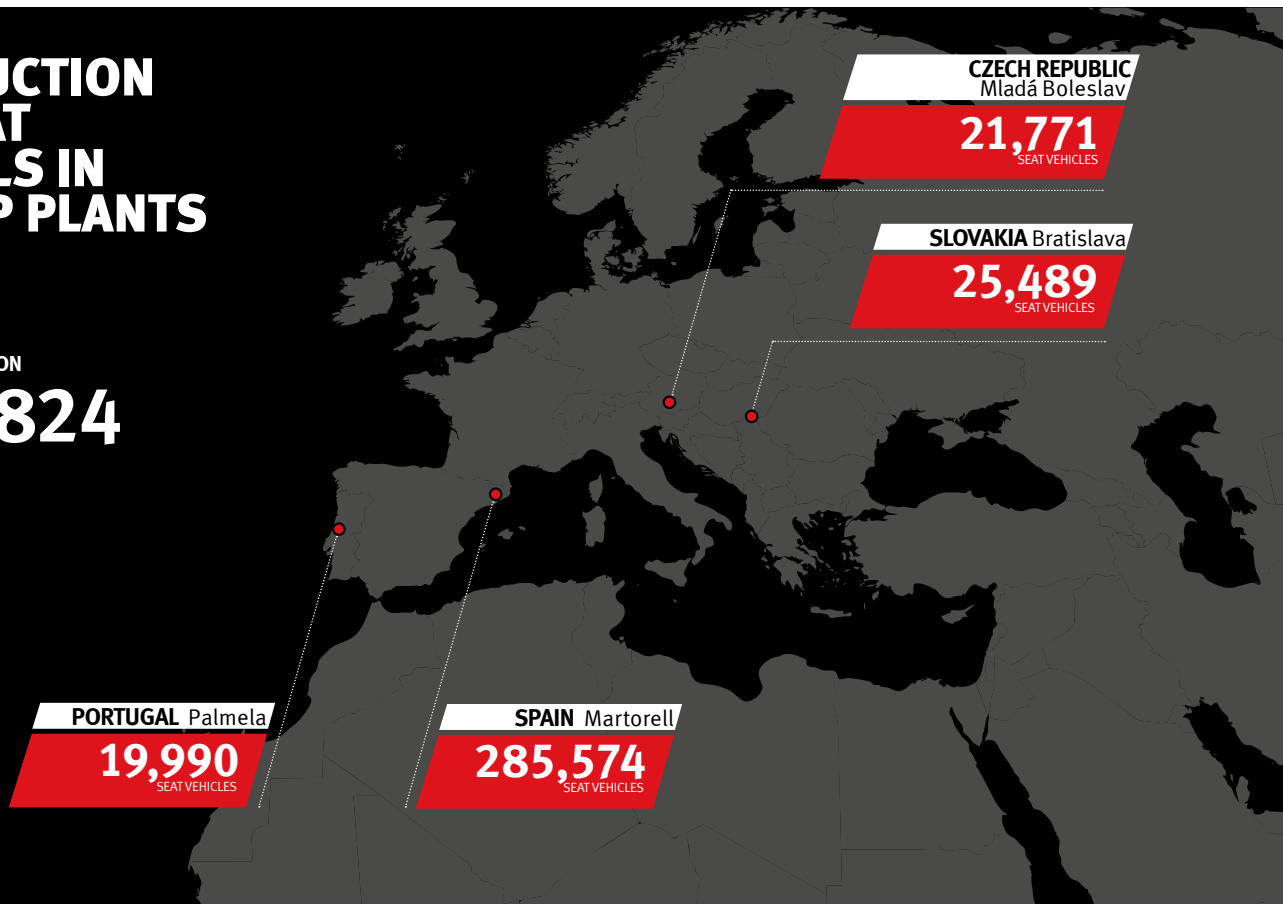 UCTION
AT
LS IN
P PLANTS
ON
824
CZECH REPUBLIC
Mladá Boleslav
21,771
SEAT VEHICLES
SLOVAKIA Bratislava
25,489
SEAT VEHICLES
PORTUGAL Palmela
19,990
SEAT VEHICLES
SPAIN Martorell
285,574
SEAT VEHICLES